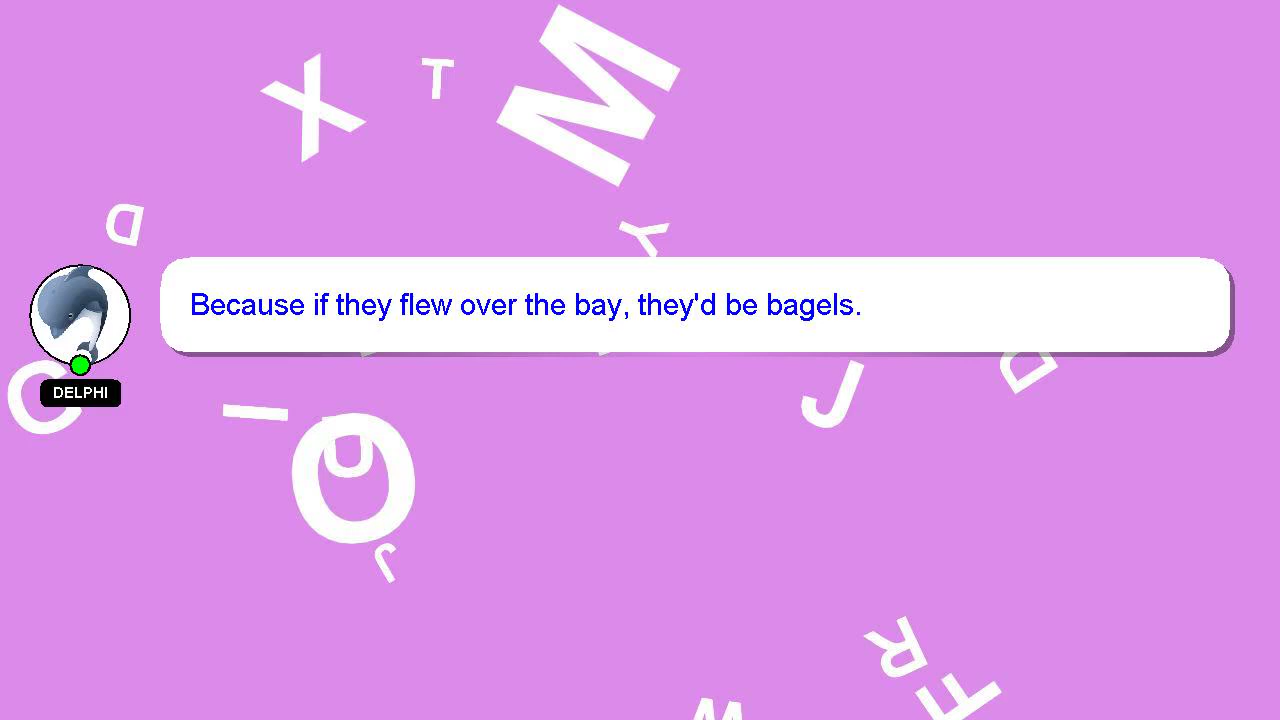 X
T
M
D
Y
Because if they flew over the bay, they'd be bagels.
DELPHI
C
I
O
D
J
D
J
R
F
W